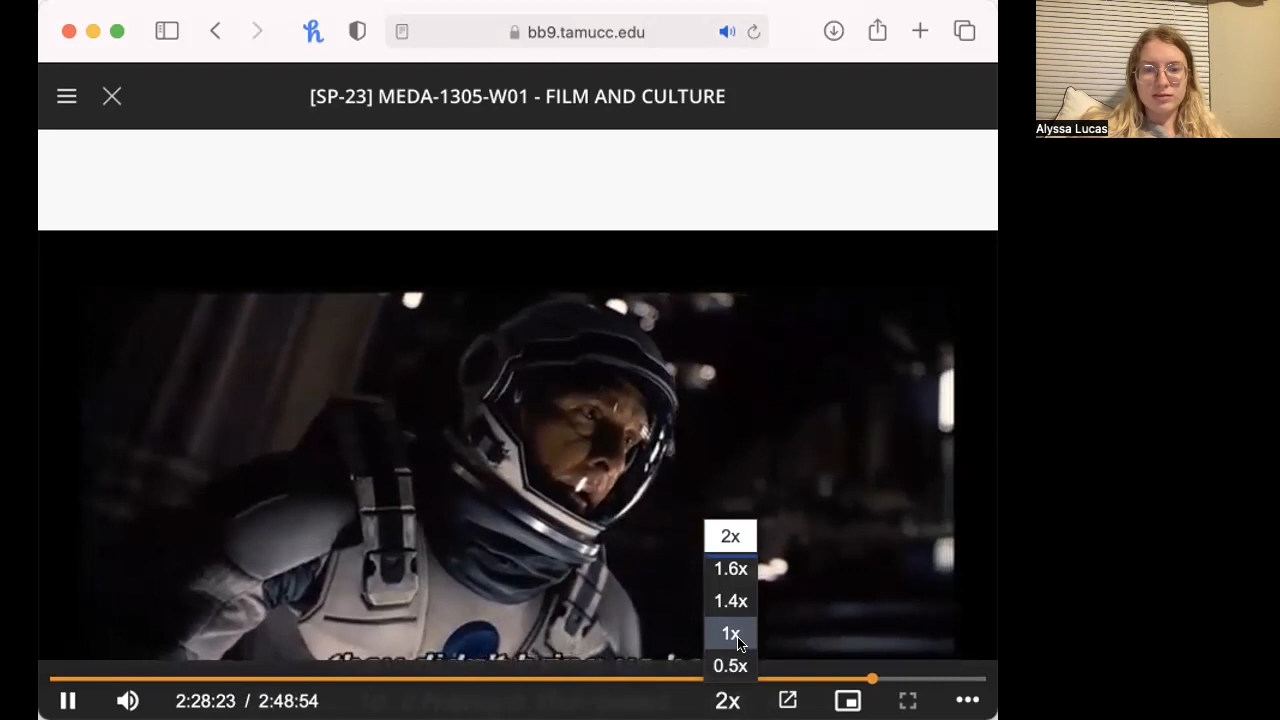 bb9.tamucc.edu
[SP-23] MEDA-1305-W01 - FILM AND CULTURE
Alyssa Lucas
2x
1.6x
1.4x
1x
0.5x
2:28:23 / 2:48:54
2x